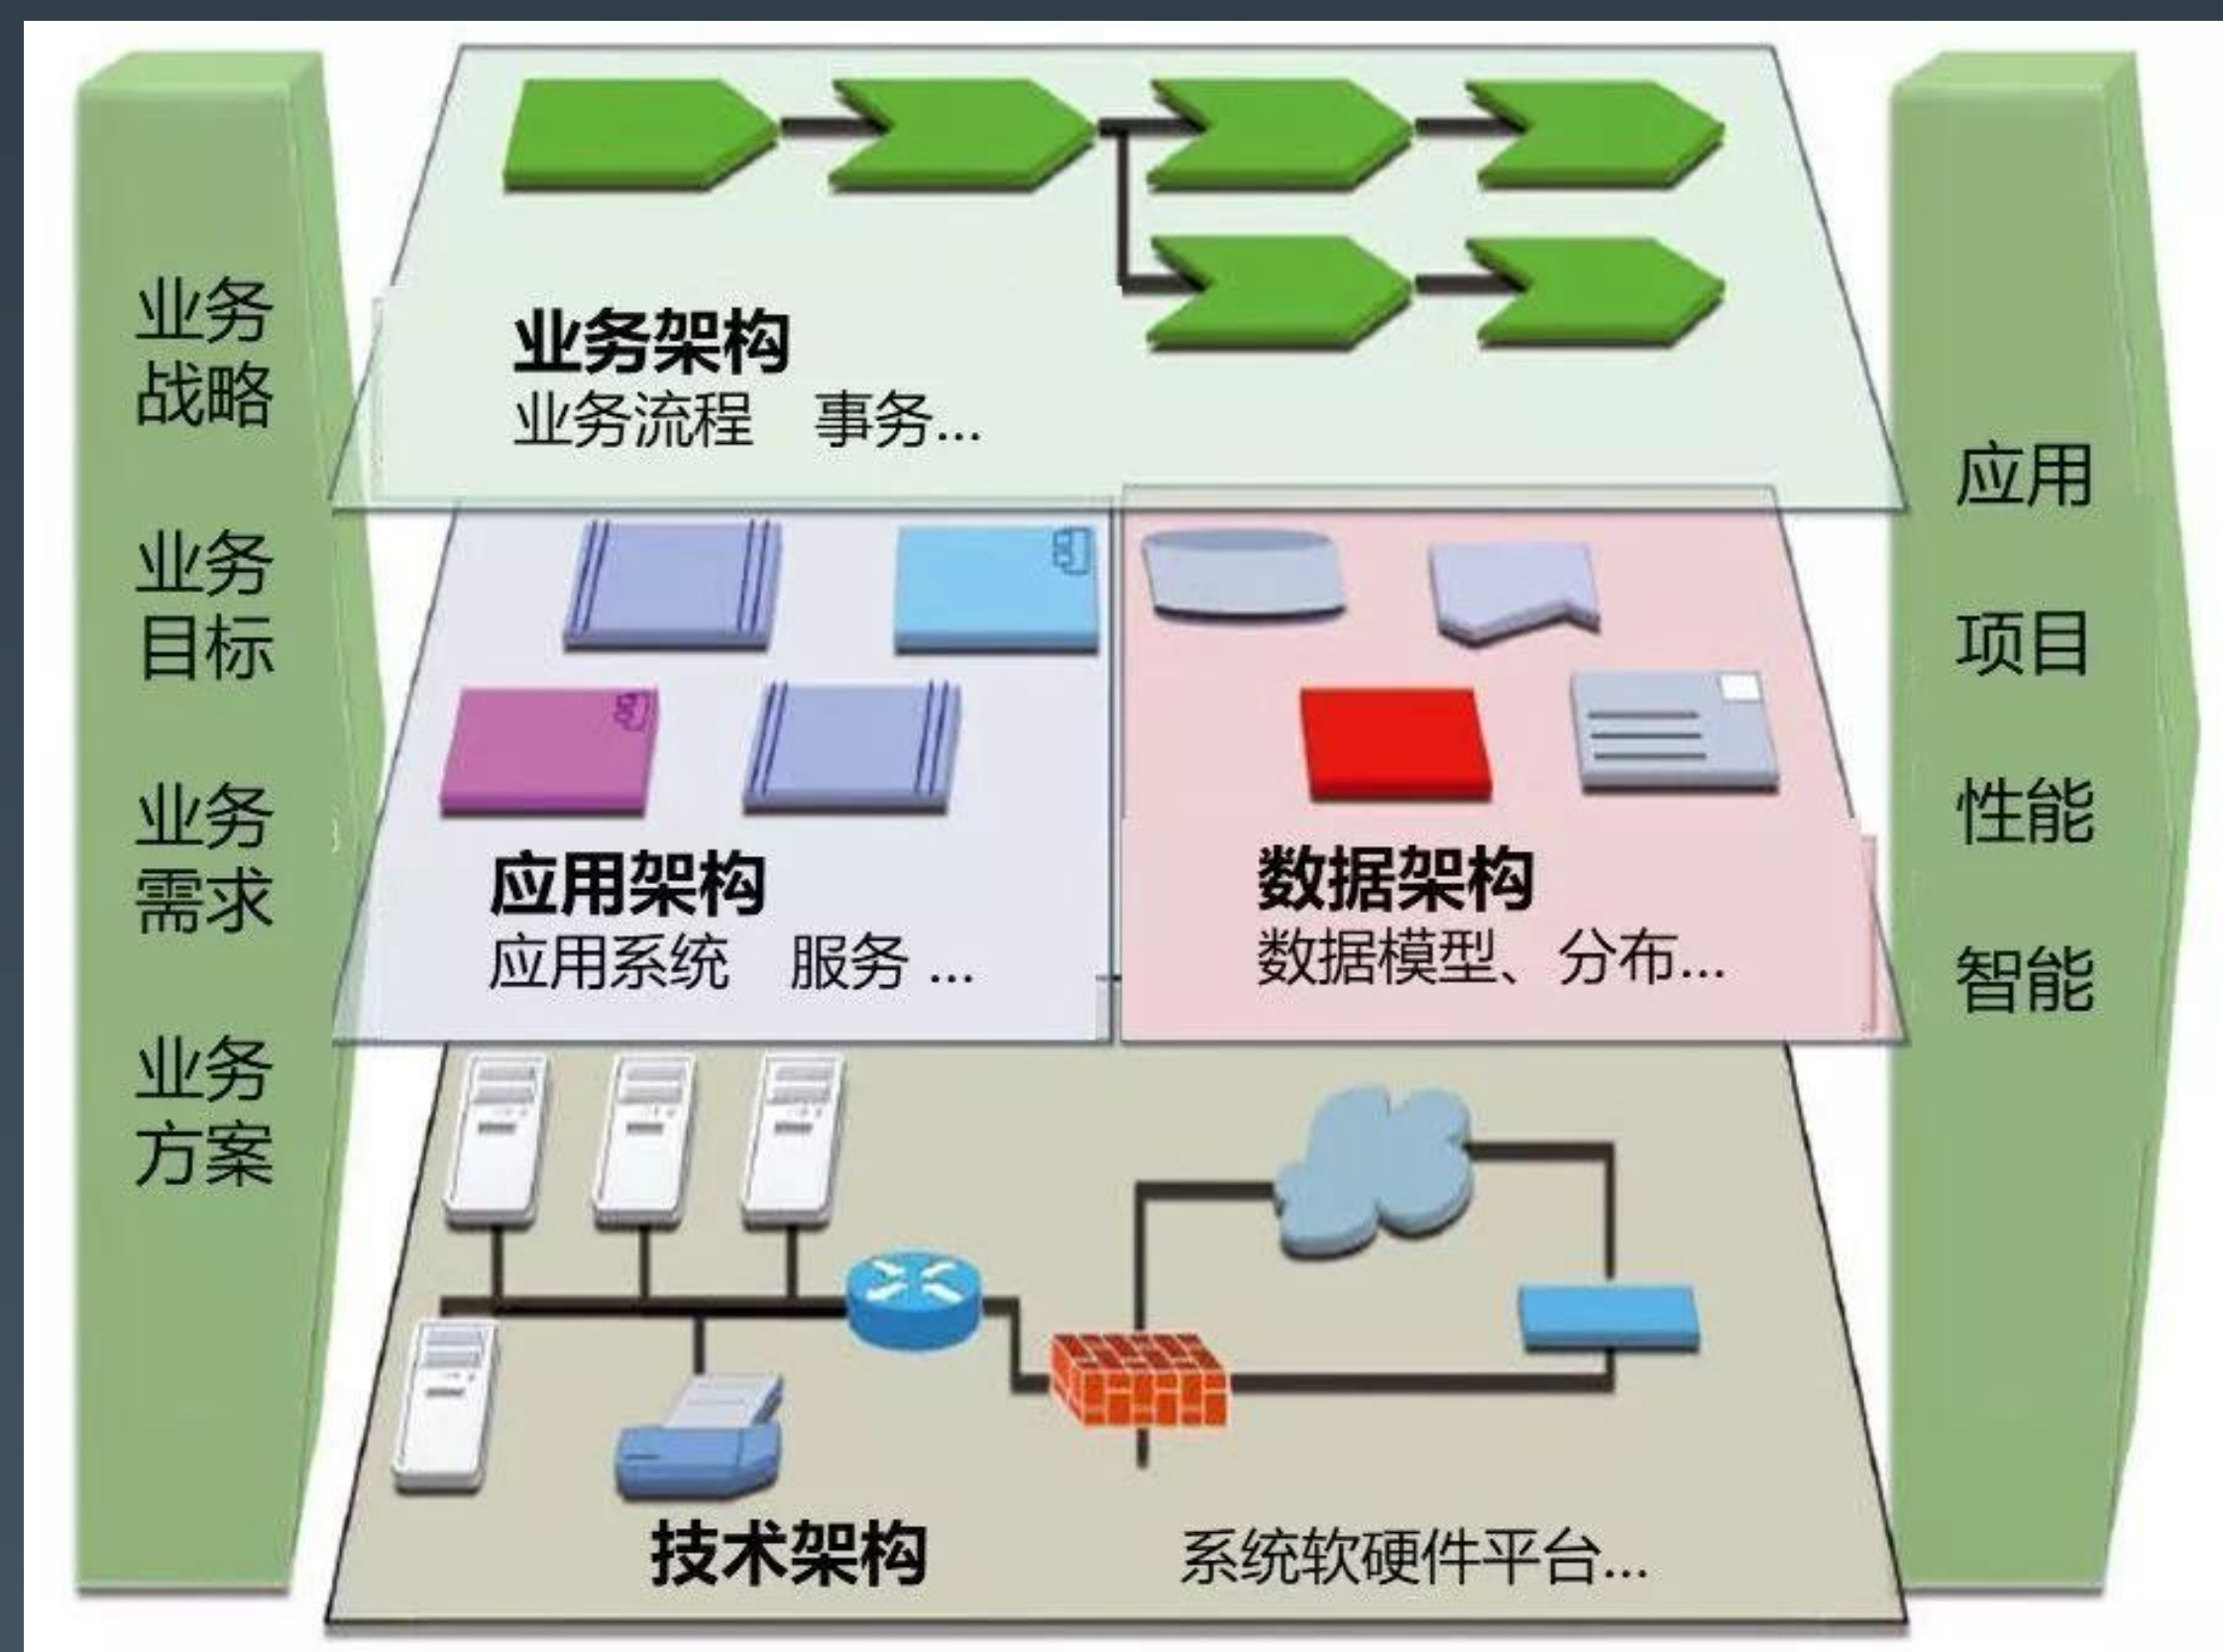 业务
战略
业务
目标
业务
需求
业务
方案
业务架构
业务流程 事务...
应用架构
应用系统 服务 ...
数据架构
数据模型、分布...
技术架构
系统软硬件平台...
应用
项目
性能
智能